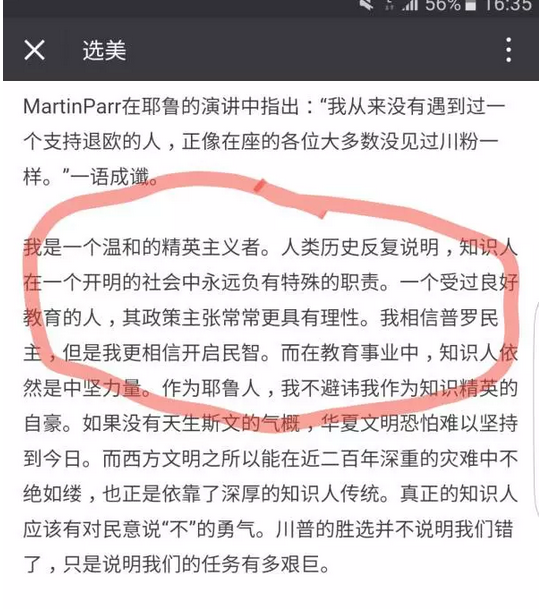 56% 16:35
选美
MartinParr在耶鲁的演讲中指出：“我从来没有遇到过一
个支持退欧的人，正像在座的各位大多数没见过川粉一
样。”一语成谶。
我是一个温和的精英主义者。人类历史反复说明，知识人
在一个开明的社会中永远负有特殊的职责。一个受过良好
教育的人，其政策主张常常更具有理性。我相信普罗民
主，但是我更相信开启民智。而在教育事业中，知识人依
然是中坚力量。作为耶鲁人，我不避讳我作为知识精英的
自豪。如果没有天生斯文的气概，华夏文明恐怕难以坚持
到今日。而西方文明之所以能在近二百年深重的灾难中不
绝如缕，也正是依靠了深厚的知识人传统。真正的知识人
应该有对民意说“不”的勇气。川普的胜选并不说明我们错
了，只是说明我们的任务有多艰巨。